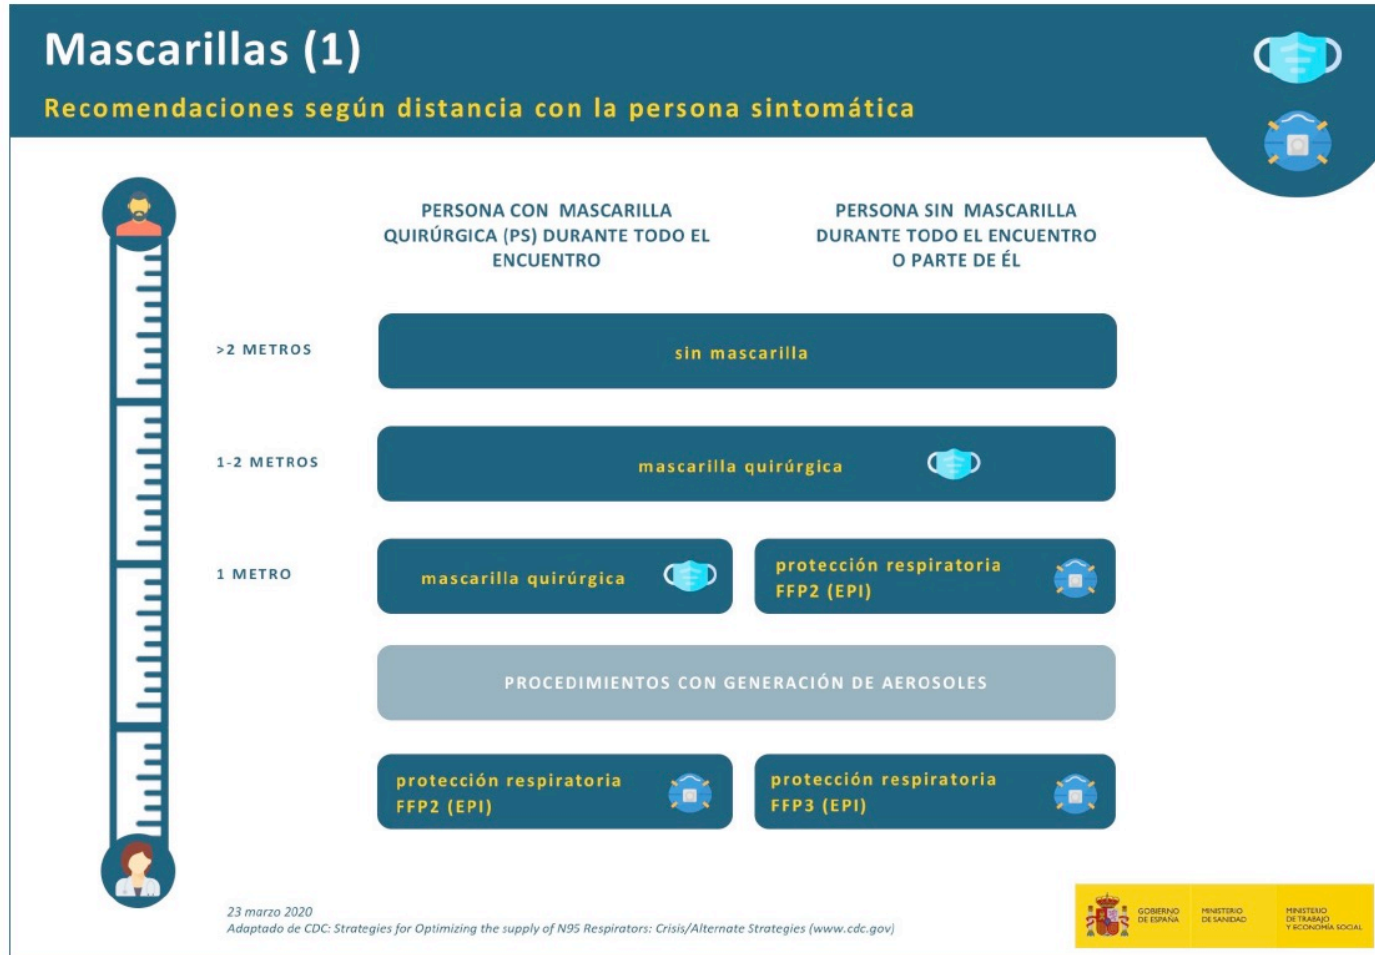 Mascarillas (1)
Recomendaciones según distancia con la persona sintomática
PERSONA CON MASCARILLA
QUIRÚRGICA (PS) DURANTE TODO EL
ENCUENTRO
PERSONA SIN MASCARILLA
DURANTE TODO EL ENCUENTRO
O PARTE DE ÉL
>2 METROS
sin mascarilla
1-2 METROS
mascarilla quirúrgica
1 METRO
mascarilla quirúrgica
protección respiratoria
FFP2 (EPI)
PROCEDIMIENTOS CON GENERACIÓN DE AEROSOLES
protección respiratoria
FFP2 (EPI)
protección respiratoria
FFP3 (EPI)
23 marzo 2020
Adaptado de CDC: Strategies for Optimizing the supply of N95 Respirators: Crisis/Alternate Strategies (www.cdc.gov)
GOBIERNO
DE ESPAÑA
MINISTERIO
DE SANIDAD
MINISTERIO
DE TRABAJO
Y ECONOMÍA SOCIAL